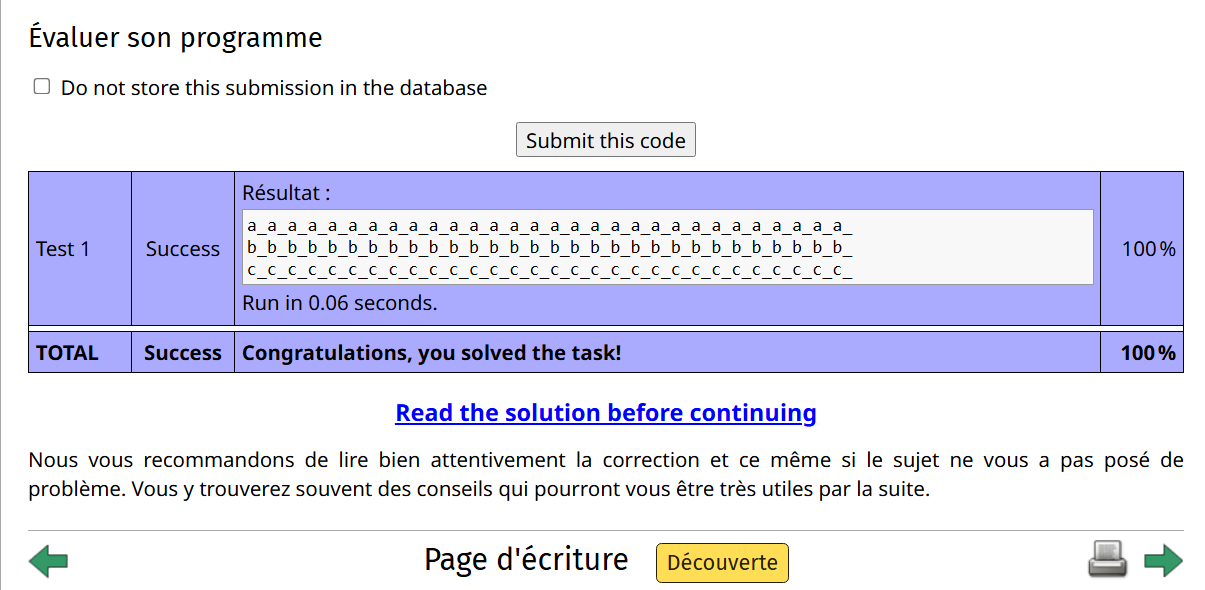 Évaluer son programme
Do not store this submission in the database
Submit this code
Test 1
Success
Résultat :
a_a_a_a_a_a_a_a_a_a_a_a_a_a_a_a_a_a_a_a_a_a_a_a_a_a_a_a_a_a_
b_b_b_b_b_b_b_b_b_b_b_b_b_b_b_b_b_b_b_b_b_b_b_b_b_b_b_b_b_b_
c_c_c_c_c_c_c_c_c_c_c_c_c_c_c_c_c_c_c_c_c_c_c_c_c_c_c_c_c_c_
Run in 0.06 seconds.
100 %
TOTAL
Success
Congratulations, you solved the task!
100 %
Read the solution before continuing
Nous vous recommandons de lire bien attentivement la correction et ce même si le sujet ne vous a pas posé de
problème. Vous y trouverez souvent des conseils qui pourront vous être très utiles par la suite.
Page d'écriture
Découverte